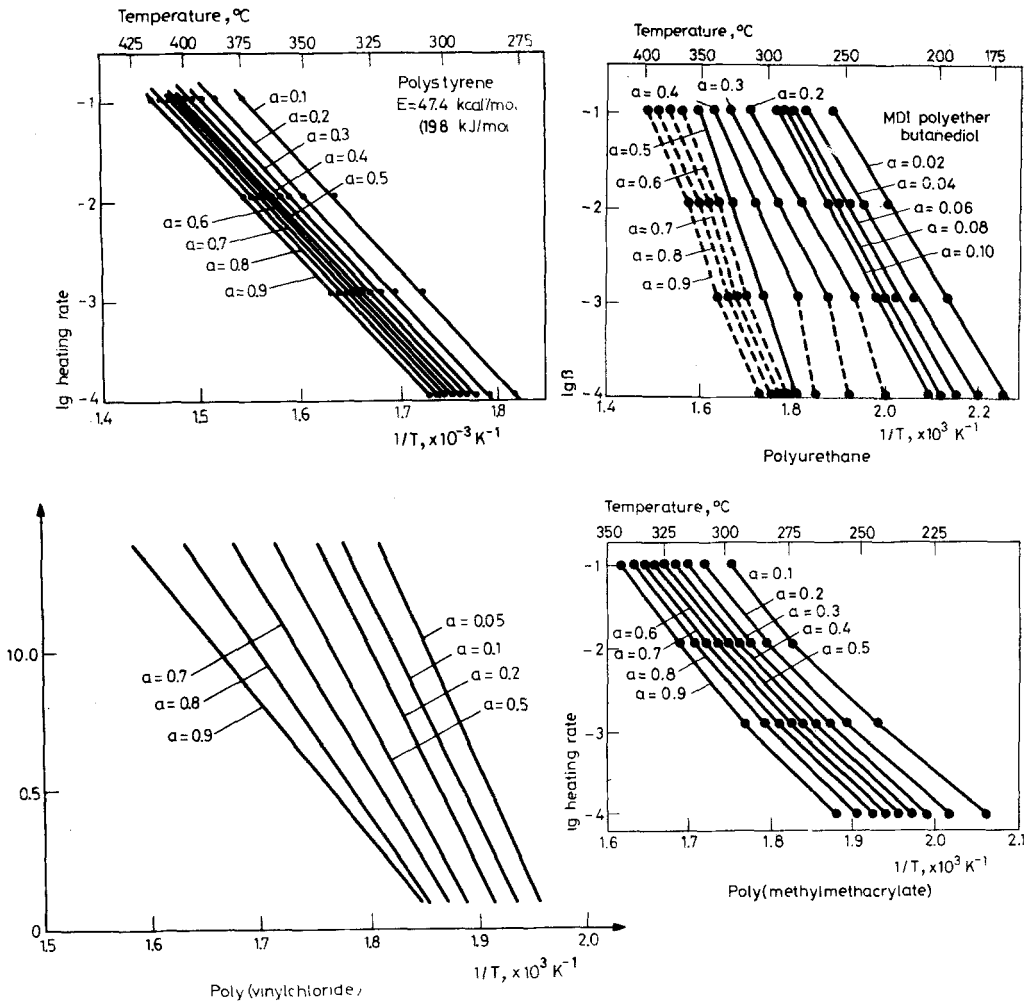 Temperature, °C
425 400 375 350 325 300 275
Polystyrene
E=47.4 kcal/mo
(198 kJ/mo
a=0.1
a=0.2
a=0.3
a=0.4
a=0.5
a=0.6
a=0.7
a=0.8
a=0.9
-1
-2
-3
-4
lg heating rate
1.4 1.5 1.6 1.7 1.8
1/T, ×10⁻³ K⁻¹
Temperature, °C
400 350 300 250 200 175
a=0.4
a=0.3
a=0.2
MDI polyether
butanediol
a=0.5
a=0.6
a=0.7
a=0.8
a=0.9
a=0.02
a=0.04
a=0.06
a=0.08
a=0.10
-1
-2
-3
-4
lg β
1.4 1.6 1.8 2.0 2.2
1/T, ×10³ K⁻¹
Polyurethane
10.0
0.5
0
a=0.05
a=0.1
a=0.2
a=0.5
a=0.7
a=0.8
a=0.9
1.5 1.6 1.7 1.8 1.9 2.0
1/T, ×10³ K⁻¹
Poly(vinylchloride)
Temperature, °C
350 325 300 275 250 225
a=0.1
a=0.2
a=0.3
a=0.4
a=0.5
a=0.6
a=0.7
a=0.8
a=0.9
-1
-2
-3
-4
lg heating rate
1.6 1.7 1.8 1.9 2.0 2.1
1/T, ×10³ K⁻¹
Poly(methylmethacrylate)